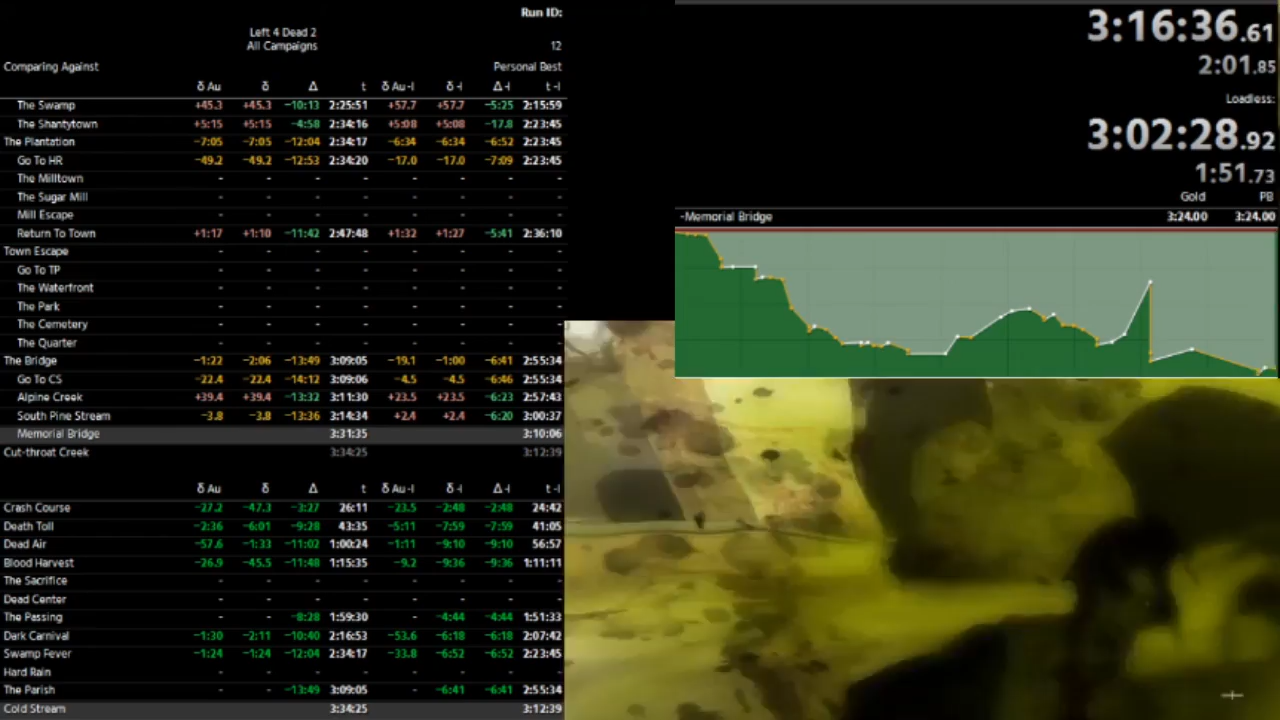 Run ID:
Left 4 Dead 2
All Campaigns 12
Comparing Against Personal Best
δ Au δ Δ t δ Au -l δ -l Δ -l t -l
The Swamp +45.3 +45.3 −10:13 2:25:51 +57.7 +57.7 −5:25 2:15:59
The Shantytown +5:15 +5:15 −4:58 2:34:16 +5:08 +5:08 −17.8 2:23:45
The Plantation −7:05 −7:05 −12:04 2:34:17 −6:34 −6:34 −6:52 2:23:45
Go To HR −49.2 −49.2 −12:53 2:34:20 −17.0 −17.0 −7:09 2:23:45
The Milltown - - - - - - - -
The Sugar Mill - - - - - - - -
Mill Escape - - - - - - - -
Return To Town +1:17 +1:10 −11:42 2:47:48 +1:32 +1:27 −5:41 2:36:10
Town Escape - - - - - - - -
Go To TP - - - - - - - -
The Waterfront - - - - - - - -
The Park - - - - - - - -
The Cemetery - - - - - - - -
The Quarter - - - - - - - -
The Bridge −1:22 −2:06 −13:49 3:09:05 −19.1 −1:00 −6:41 2:55:34
Go To CS −22.4 −22.4 −14:12 3:09:06 −4.5 −4.5 −6:46 2:55:34
Alpine Creek +39.4 +39.4 −13:32 3:11:30 +23.5 +23.5 −6:23 2:57:43
South Pine Stream −3.8 −3.8 −13:36 3:14:34 +2.4 +2.4 −6:20 3:00:37
Memorial Bridge 3:31:35 3:10:06
Cut-throat Creek 3:34:25 3:12:39
δ Au δ Δ t δ Au -l δ -l Δ -l t -l
Crash Course −27.2 −47.3 −3:27 26:11 −23.5 −2:48 −2:48 24:42
Death Toll −2:36 −6:01 −9:28 43:35 −5:11 −7:59 −7:59 41:05
Dead Air −57.6 −1:33 −11:02 1:00:24 −1:11 −9:10 −9:10 56:57
Blood Harvest −26.9 −45.5 −11:48 1:15:35 −9.2 −9:36 −9:36 1:11:11
The Sacrifice - - - - - - - -
Dead Center - - - - - - - -
The Passing - - −8:28 1:59:30 - −4:44 −4:44 1:51:33
Dark Carnival −1:30 −2:11 −10:40 2:16:53 −53.6 −6:18 −6:18 2:07:42
Swamp Fever −1:24 −1:24 −12:04 2:34:17 −33.8 −6:52 −6:52 2:23:45
Hard Rain - - - - - - - -
The Parish - - −13:49 3:09:05 - −6:41 −6:41 2:55:34
Cold Stream 3:34:25 3:12:39
3:16:36.61
2:01.85
Loadless:
3:02:28.92
1:51.73
Gold PB
-Memorial Bridge 3:24.00 3:24.00